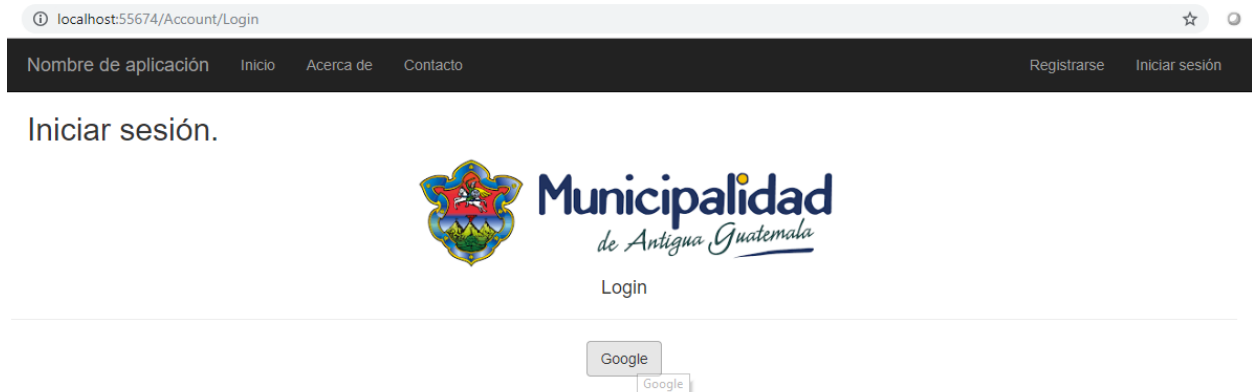 localhost:55674/Account/Login
Nombre de aplicación Inicio Acerca de Contacto Registrarse Iniciar sesión
Iniciar sesión.
Municipalidad
de Antigua Guatemala
Login
Google
Google